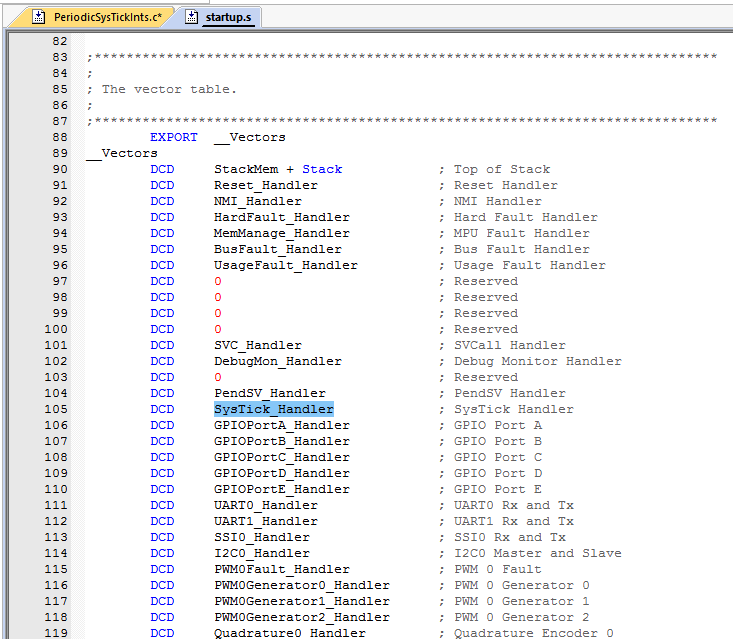 PeriodicSysTickInts.c* startup.s
82
83 ;******************************************************************************
84 ;
85 ; The vector table.
86 ;
87 ;******************************************************************************
88 EXPORT __Vectors
89 __Vectors
90 DCD StackMem + Stack ; Top of Stack
91 DCD Reset_Handler ; Reset Handler
92 DCD NMI_Handler ; NMI Handler
93 DCD HardFault_Handler ; Hard Fault Handler
94 DCD MemManage_Handler ; MPU Fault Handler
95 DCD BusFault_Handler ; Bus Fault Handler
96 DCD UsageFault_Handler ; Usage Fault Handler
97 DCD 0 ; Reserved
98 DCD 0 ; Reserved
99 DCD 0 ; Reserved
100 DCD 0 ; Reserved
101 DCD SVC_Handler ; SVCall Handler
102 DCD DebugMon_Handler ; Debug Monitor Handler
103 DCD 0 ; Reserved
104 DCD PendSV_Handler ; PendSV Handler
105 DCD SysTick_Handler ; SysTick Handler
106 DCD GPIOPortA_Handler ; GPIO Port A
107 DCD GPIOPortB_Handler ; GPIO Port B
108 DCD GPIOPortC_Handler ; GPIO Port C
109 DCD GPIOPortD_Handler ; GPIO Port D
110 DCD GPIOPortE_Handler ; GPIO Port E
111 DCD UART0_Handler ; UART0 Rx and Tx
112 DCD UART1_Handler ; UART1 Rx and Tx
113 DCD SSI0_Handler ; SSI0 Rx and Tx
114 DCD I2C0_Handler ; I2C0 Master and Slave
115 DCD PWM0Fault_Handler ; PWM 0 Fault
116 DCD PWM0Generator0_Handler ; PWM 0 Generator 0
117 DCD PWM0Generator1_Handler ; PWM 0 Generator 1
118 DCD PWM0Generator2_Handler ; PWM 0 Generator 2
119 DCD Quadrature0_Handler ; Quadrature Encoder 0